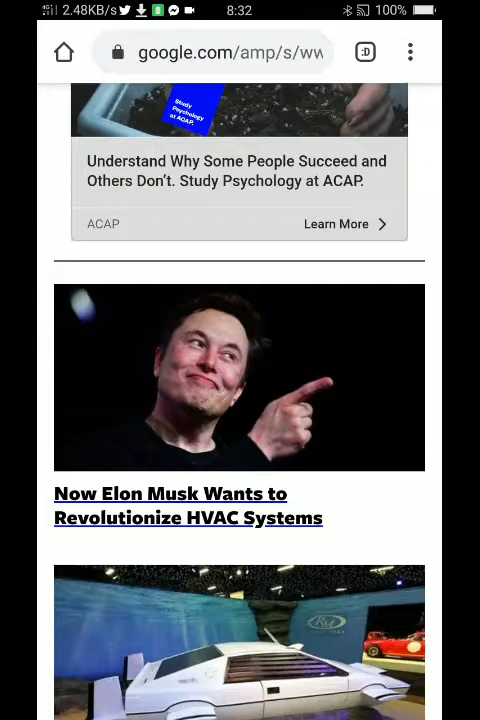 2.48KB/s
8:32
100%
google.com/amp/s/ww
:D
Study
Psychology
at ACAP.
Understand Why Some People Succeed and
Others Don't. Study Psychology at ACAP.
ACAP
Learn More
Now Elon Musk Wants to
Revolutionize HVAC Systems
RM